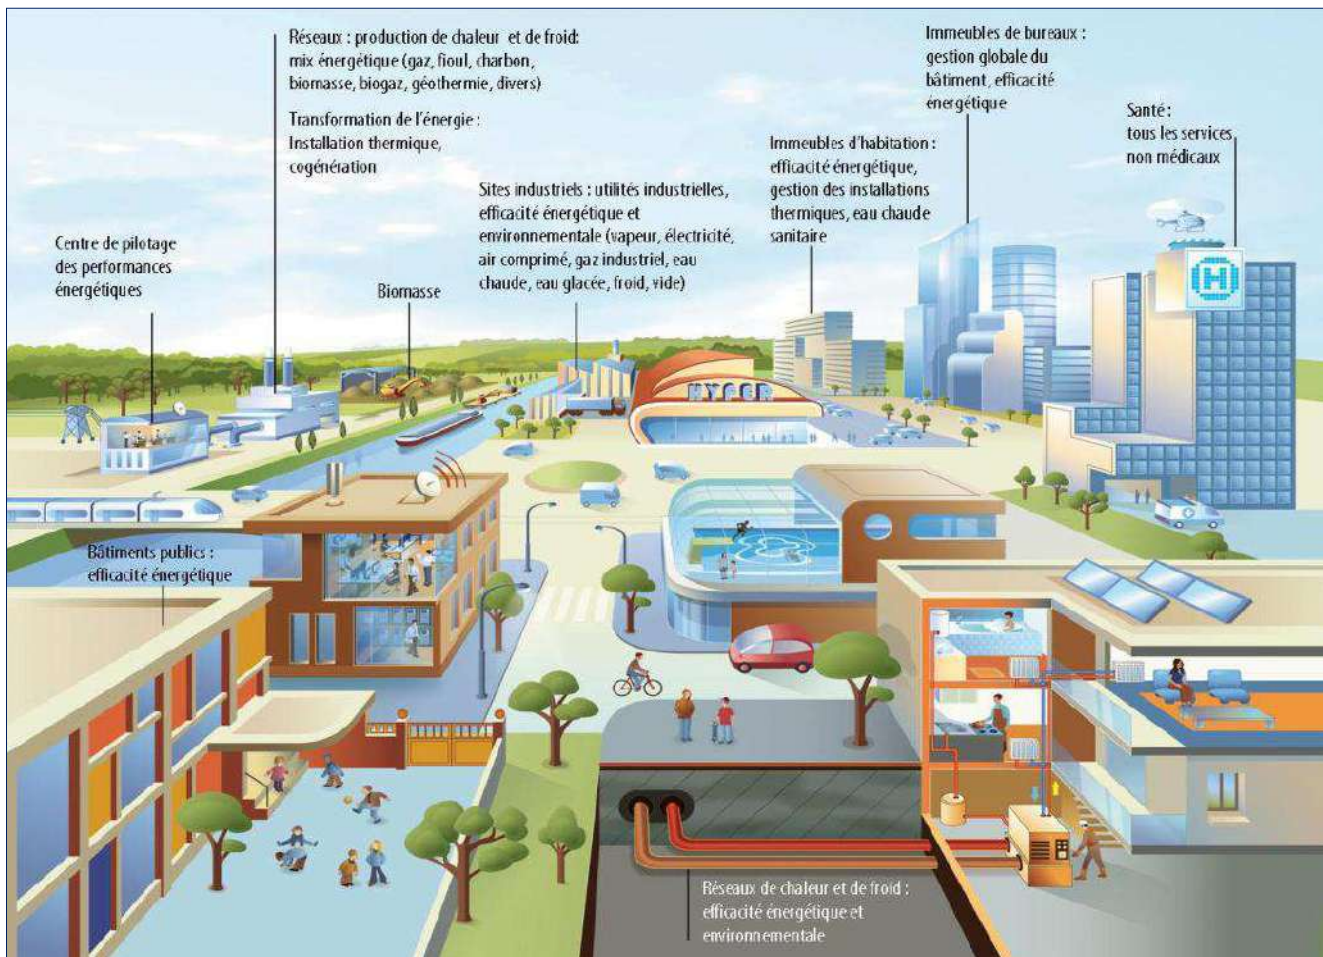 Réseaux : production de chaleur et de froid:
mix énergétique (gaz, fioul, charbon,
biomasse, biogaz, géothermie, divers)
Transformation de l'énergie :
Installation thermique,
cogénération
Immeubles de bureaux :
gestion globale du
bâtiment, efficacité
énergétique
Santé :
tous les services
non médicaux
Immeubles d'habitation :
efficacité énergétique,
gestion des installations
thermiques, eau chaude
sanitaire
Sites industriels : utilités industrielles,
efficacité énergétique et
environnementale (vapeur, électricité,
air comprimé, gaz industriel, eau
chaude, eau glacée, froid, vide)
Centre de pilotage
des performances
énergétiques
Biomasse
H
HYPER
Bâtiments publics :
efficacité énergétique
Réseaux de chaleur et de froid :
efficacité énergétique et
environnementale